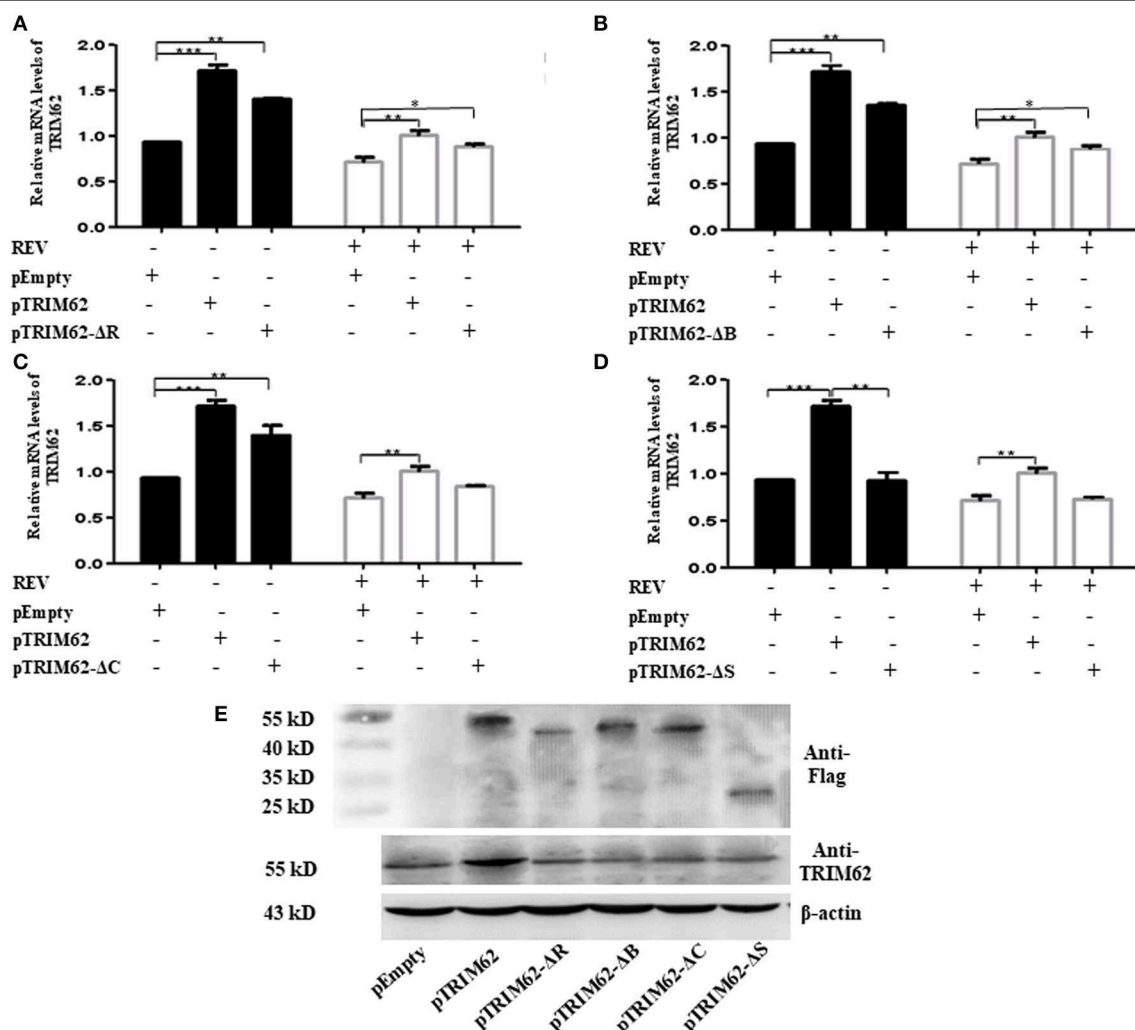 A
Relative mRNA levels of
TRIM62
2.0
1.5
1.0
0.5
0.0
*** **
** *
REV - - - + + +
pEmpty + - - + - -
pTRIM62 - + - - + -
pTRIM62-ΔR - - + - - +
B
Relative mRNA levels of
TRIM62
2.0
1.5
1.0
0.5
0.0
*** **
** *
REV - - - + + +
pEmpty + - - + - -
pTRIM62 - + - - + -
pTRIM62-ΔB - - + - - +
C
Relative mRNA levels of
TRIM62
2.0
1.5
1.0
0.5
0.0
*** **
**
REV - - - + + +
pEmpty + - - + - -
pTRIM62 - + - - + -
pTRIM62-ΔC - - + - - +
D
Relative mRNA levels of
TRIM62
2.0
1.5
1.0
0.5
0.0
*** **
**
REV - - - + + +
pEmpty + - - + - -
pTRIM62 - + - - + -
pTRIM62-ΔS - - + - - +
E
55 kD
40 kD
35 kD
25 kD
Anti-
Flag
55 kD
Anti-
TRIM62
43 kD
β-actin
pEmpty
pTRIM62
pTRIM62-ΔR
pTRIM62-ΔB
pTRIM62-ΔC
pTRIM62-ΔS